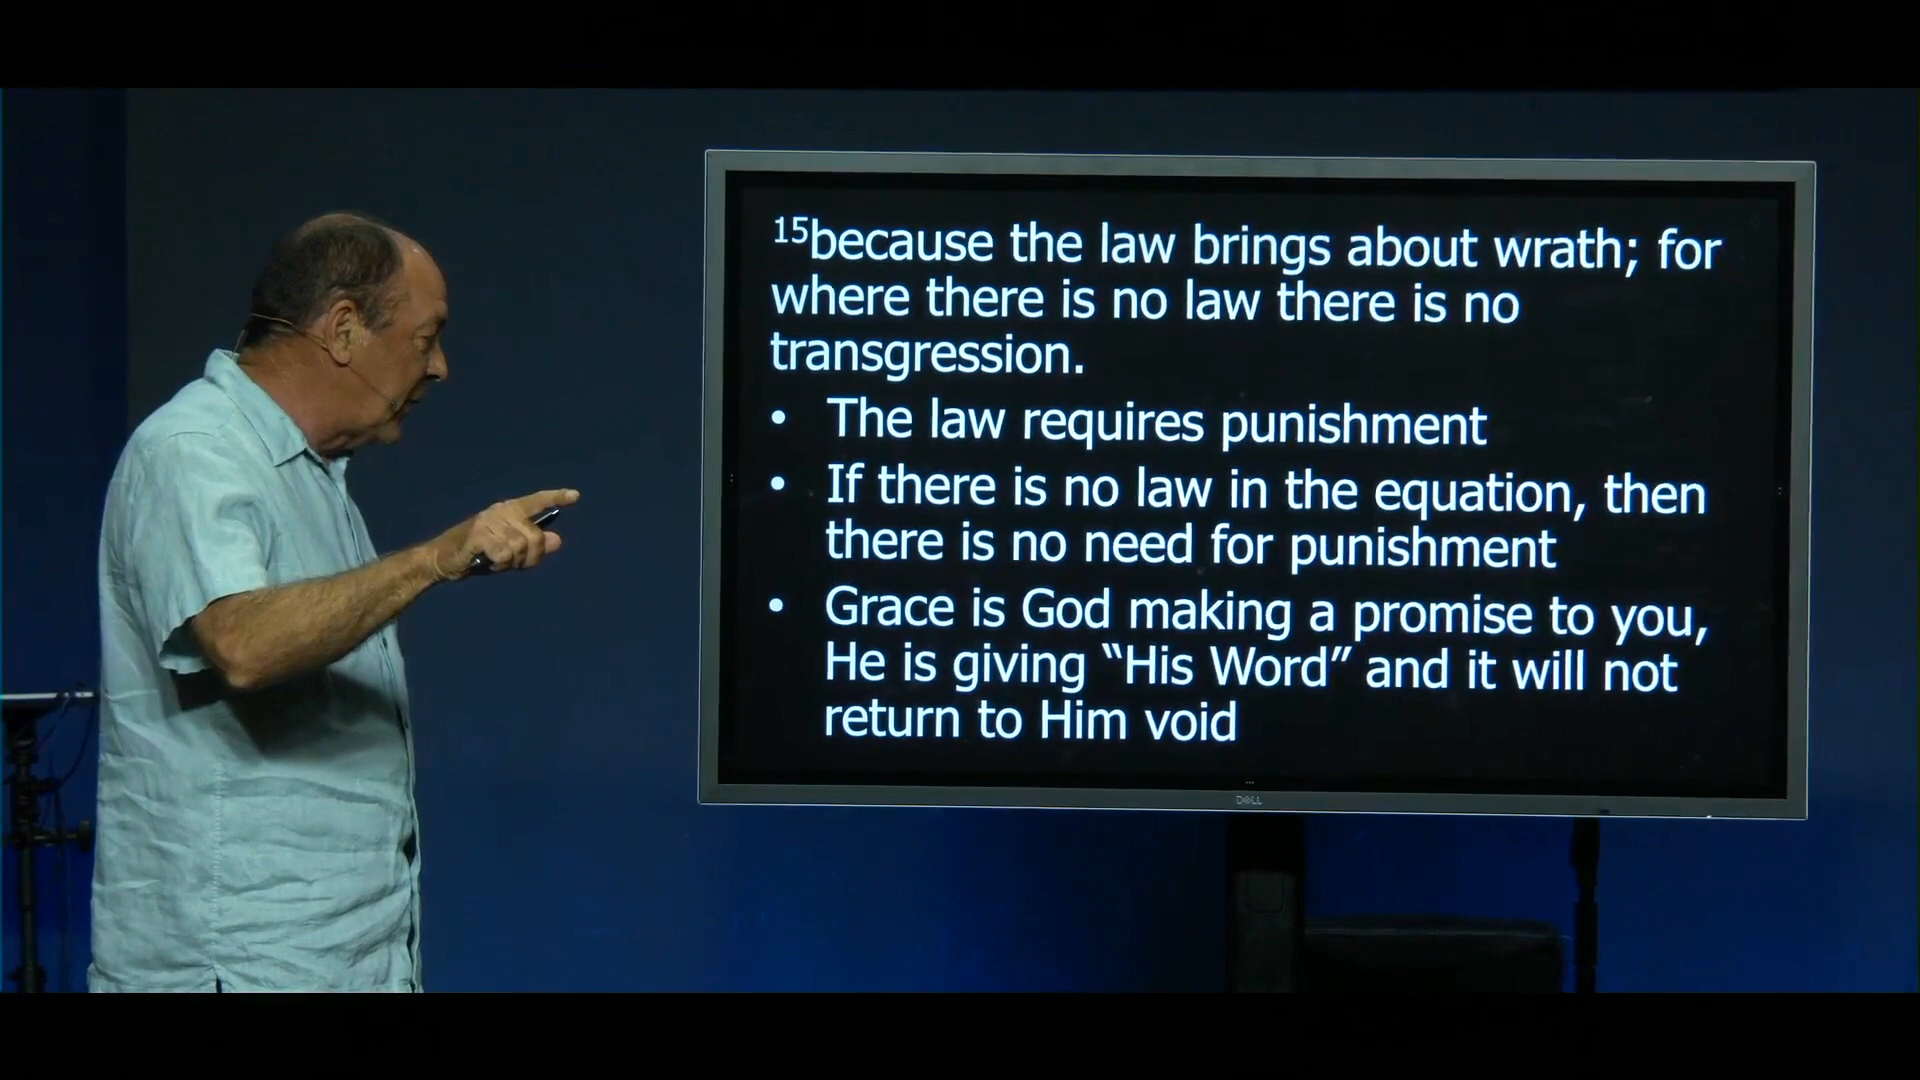 15because the law brings about wrath; for
where there is no law there is no
transgression.
• The law requires punishment
• If there is no law in the equation, then
there is no need for punishment
• Grace is God making a promise to you,
He is giving “His Word” and it will not
return to Him void
DELL